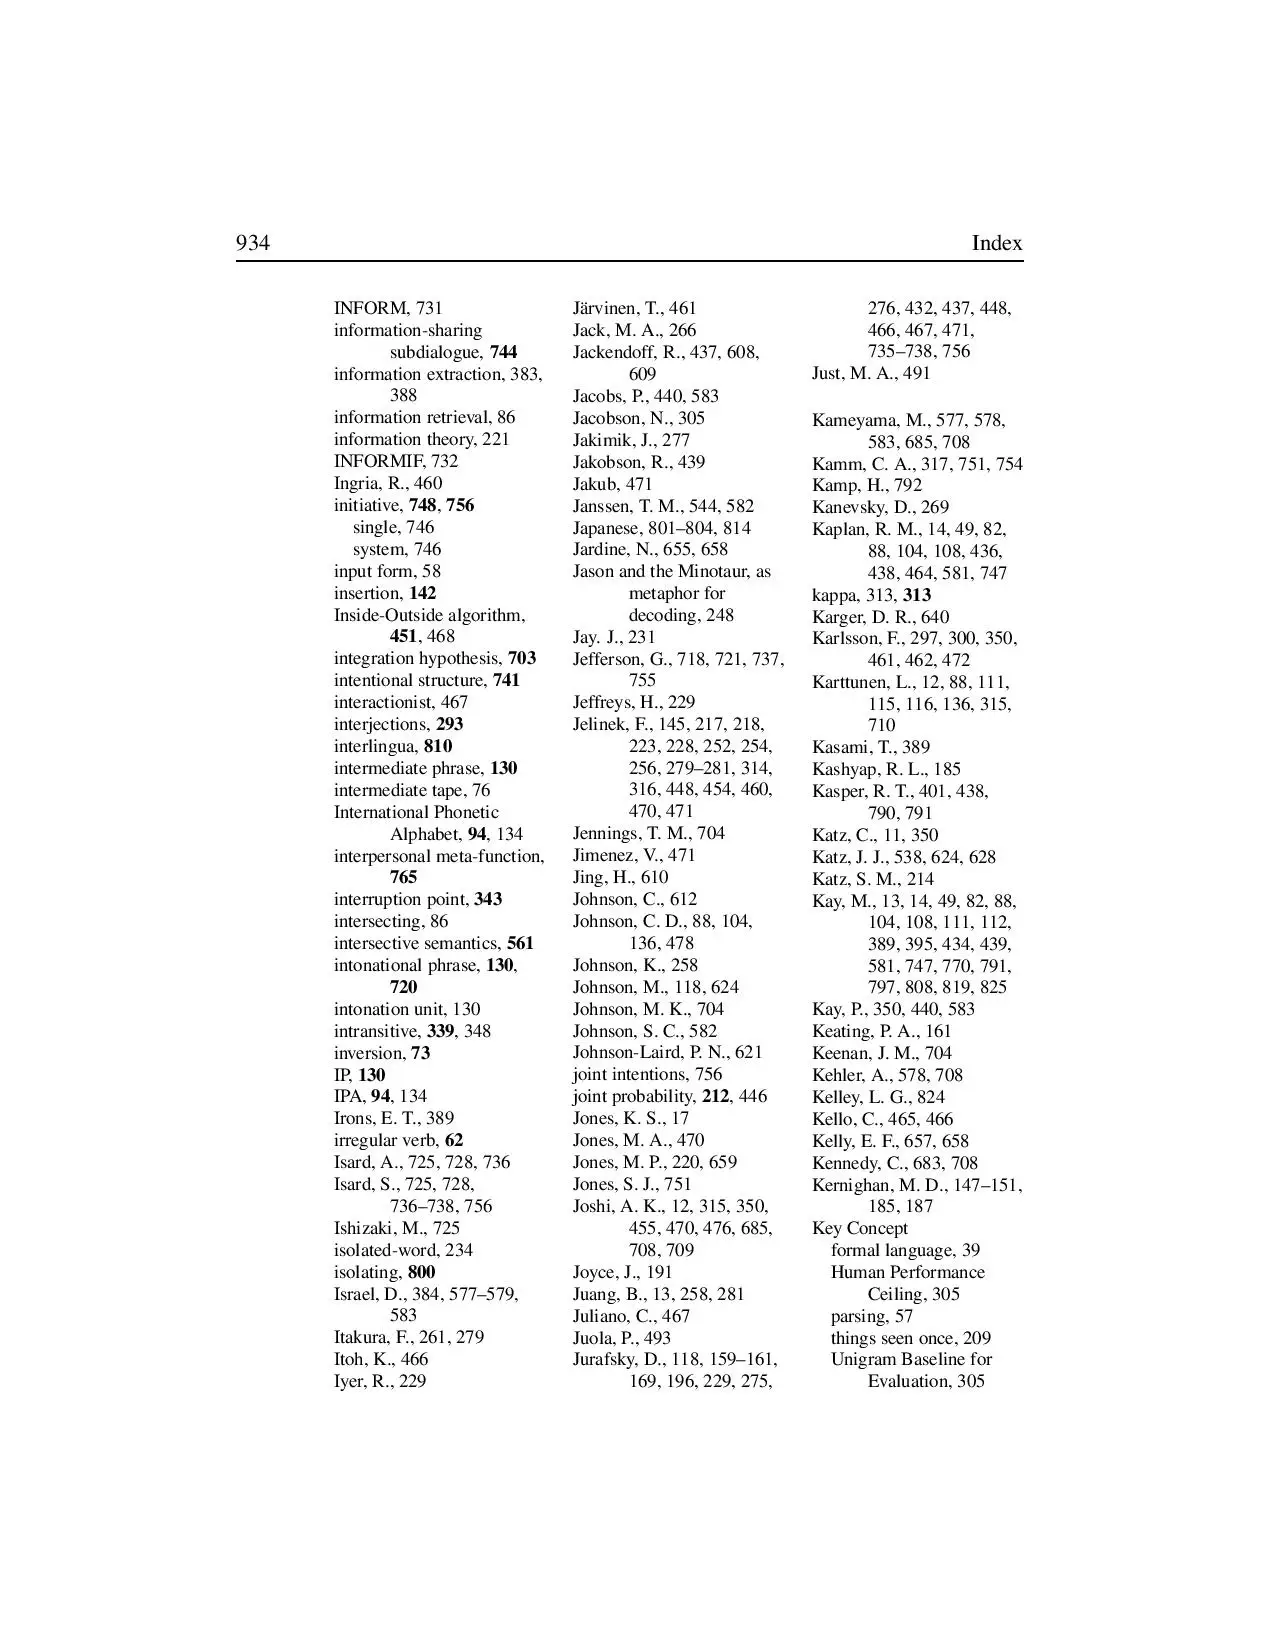 934
Index
INFORM, 731
information-sharing
subdialogue, 744
information extraction, 383,
388
information retrieval, 86
information theory, 221
INFORMIF, 732
Ingria, R., 460
initiative, 748, 756
single, 746
system, 746
input form, 58
insertion, 142
Inside-Outside algorithm,
451, 468
integration hypothesis, 703
intentional structure, 741
interactionist, 467
interjections, 293
interlingua, 810
intermediate phrase, 130
intermediate tape, 76
International Phonetic
Alphabet, 94, 134
interpersonal meta-function,
765
interruption point, 343
intersecting, 86
intersective semantics, 561
intonational phrase, 130,
720
intonation unit, 130
intransitive, 339, 348
inversion, 73
IP, 130
IPA, 94, 134
Irons, E. T., 389
irregular verb, 62
Isard, A., 725, 728, 736
Isard, S., 725, 728,
736–738, 756
Ishizaki, M., 725
isolated-word, 234
isolating, 800
Israel, D., 384, 577–579,
583
Itakura, F., 261, 279
Itoh, K., 466
Iyer, R., 229
Järvinen, T., 461
Jack, M. A., 266
Jackendoff, R., 437, 608,
609
Jacobs, P., 440, 583
Jacobson, N., 305
Jakimik, J., 277
Jakobson, R., 439
Jakub, 471
Janssen, T. M., 544, 582
Japanese, 801–804, 814
Jardine, N., 655, 658
Jason and the Minotaur, as
metaphor for
decoding, 248
Jay. J., 231
Jefferson, G., 718, 721, 737,
755
Jeffreys, H., 229
Jelinek, F., 145, 217, 218,
223, 228, 252, 254,
256, 279–281, 314,
316, 448, 454, 460,
470, 471
Jennings, T. M., 704
Jimenez, V., 471
Jing, H., 610
Johnson, C., 612
Johnson, C. D., 88, 104,
136, 478
Johnson, K., 258
Johnson, M., 118, 624
Johnson, M. K., 704
Johnson, S. C., 582
Johnson-Laird, P. N., 621
joint intentions, 756
joint probability, 212, 446
Jones, K. S., 17
Jones, M. A., 470
Jones, M. P., 220, 659
Jones, S. J., 751
Joshi, A. K., 12, 315, 350,
455, 470, 476, 685,
708, 709
Joyce, J., 191
Juang, B., 13, 258, 281
Juliano, C., 467
Juola, P., 493
Jurafsky, D., 118, 159–161,
169, 196, 229, 275,
276, 432, 437, 448,
466, 467, 471,
735–738, 756
Just, M. A., 491
Kameyama, M., 577, 578,
583, 685, 708
Kamm, C. A., 317, 751, 754
Kamp, H., 792
Kanevsky, D., 269
Kaplan, R. M., 14, 49, 82,
88, 104, 108, 436,
438, 464, 581, 747
kappa, 313, 313
Karger, D. R., 640
Karlsson, F., 297, 300, 350,
461, 462, 472
Karttunen, L., 12, 88, 111,
115, 116, 136, 315,
710
Kasami, T., 389
Kashyap, R. L., 185
Kasper, R. T., 401, 438,
790, 791
Katz, C., 11, 350
Katz, J. J., 538, 624, 628
Katz, S. M., 214
Kay, M., 13, 14, 49, 82, 88,
104, 108, 111, 112,
389, 395, 434, 439,
581, 747, 770, 791,
797, 808, 819, 825
Kay, P., 350, 440, 583
Keating, P. A., 161
Keenan, J. M., 704
Kehler, A., 578, 708
Kelley, L. G., 824
Kello, C., 465, 466
Kelly, E. F., 657, 658
Kennedy, C., 683, 708
Kernighan, M. D., 147–151,
185, 187
Key Concept
formal language, 39
Human Performance
Ceiling, 305
parsing, 57
things seen once, 209
Unigram Baseline for
Evaluation, 305